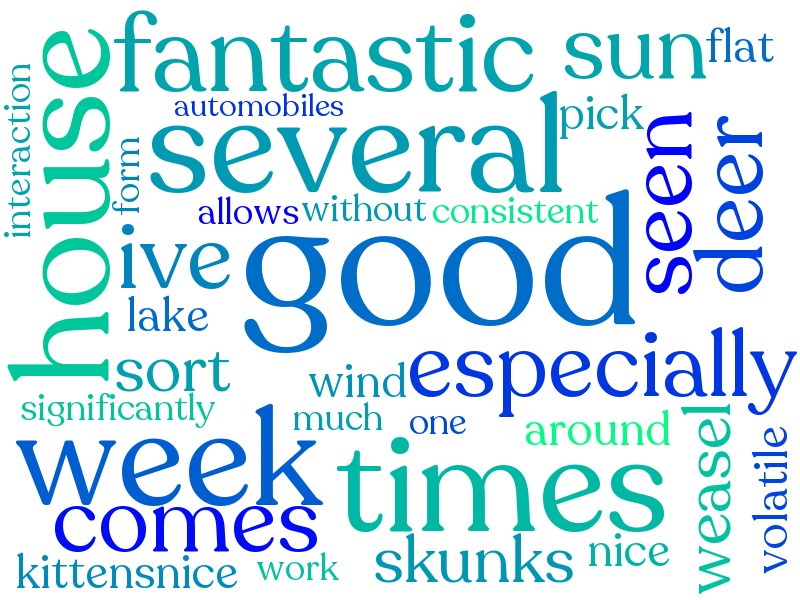 fantastic
sun
flat
house
interaction
automobiles
pick
several
form
seen
deer
allows
without
consistent
ive
good
lake
sort
wind
especially
significantly
much
one
around
week
times
weasel
volatile
comes
skunks
nice
kittensnice
work